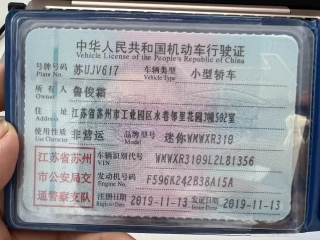 中华人民共和国机动车行驶证
Vehicle License of the People's Republic of China
号牌号码 苏UJV617 车辆类型 小型轿车
Plate No. Vehicle Type
所有人 鲁俊霜
Owner
住址 江苏省苏州市工业园区水巷邻里花园3幢502室
Address
使用性质 非营运 品牌型号 迷你WMWXR310
Use Character Model
江苏省苏州 车辆识别代号 WMWXR3109L2L81356
VIN
市公安局交 发动机号码 F596K242B38A15A
Engine No.
通警察支队 注册日期 2019-11-13 发证日期 2019-11-13
Register Date Issue Date